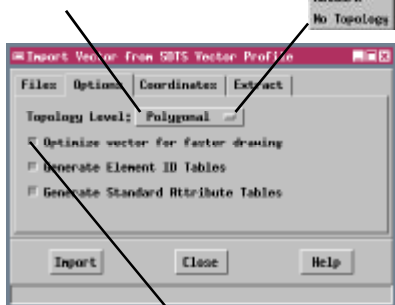 No Topology
Import Vector from SDTS Vector Profile
Files Options Coordinates Extract
Topology Level: Polygonal
Optimize vector for faster drawing
Generate Element ID Tables
Generate Standard Attribute Tables
Import Close Help